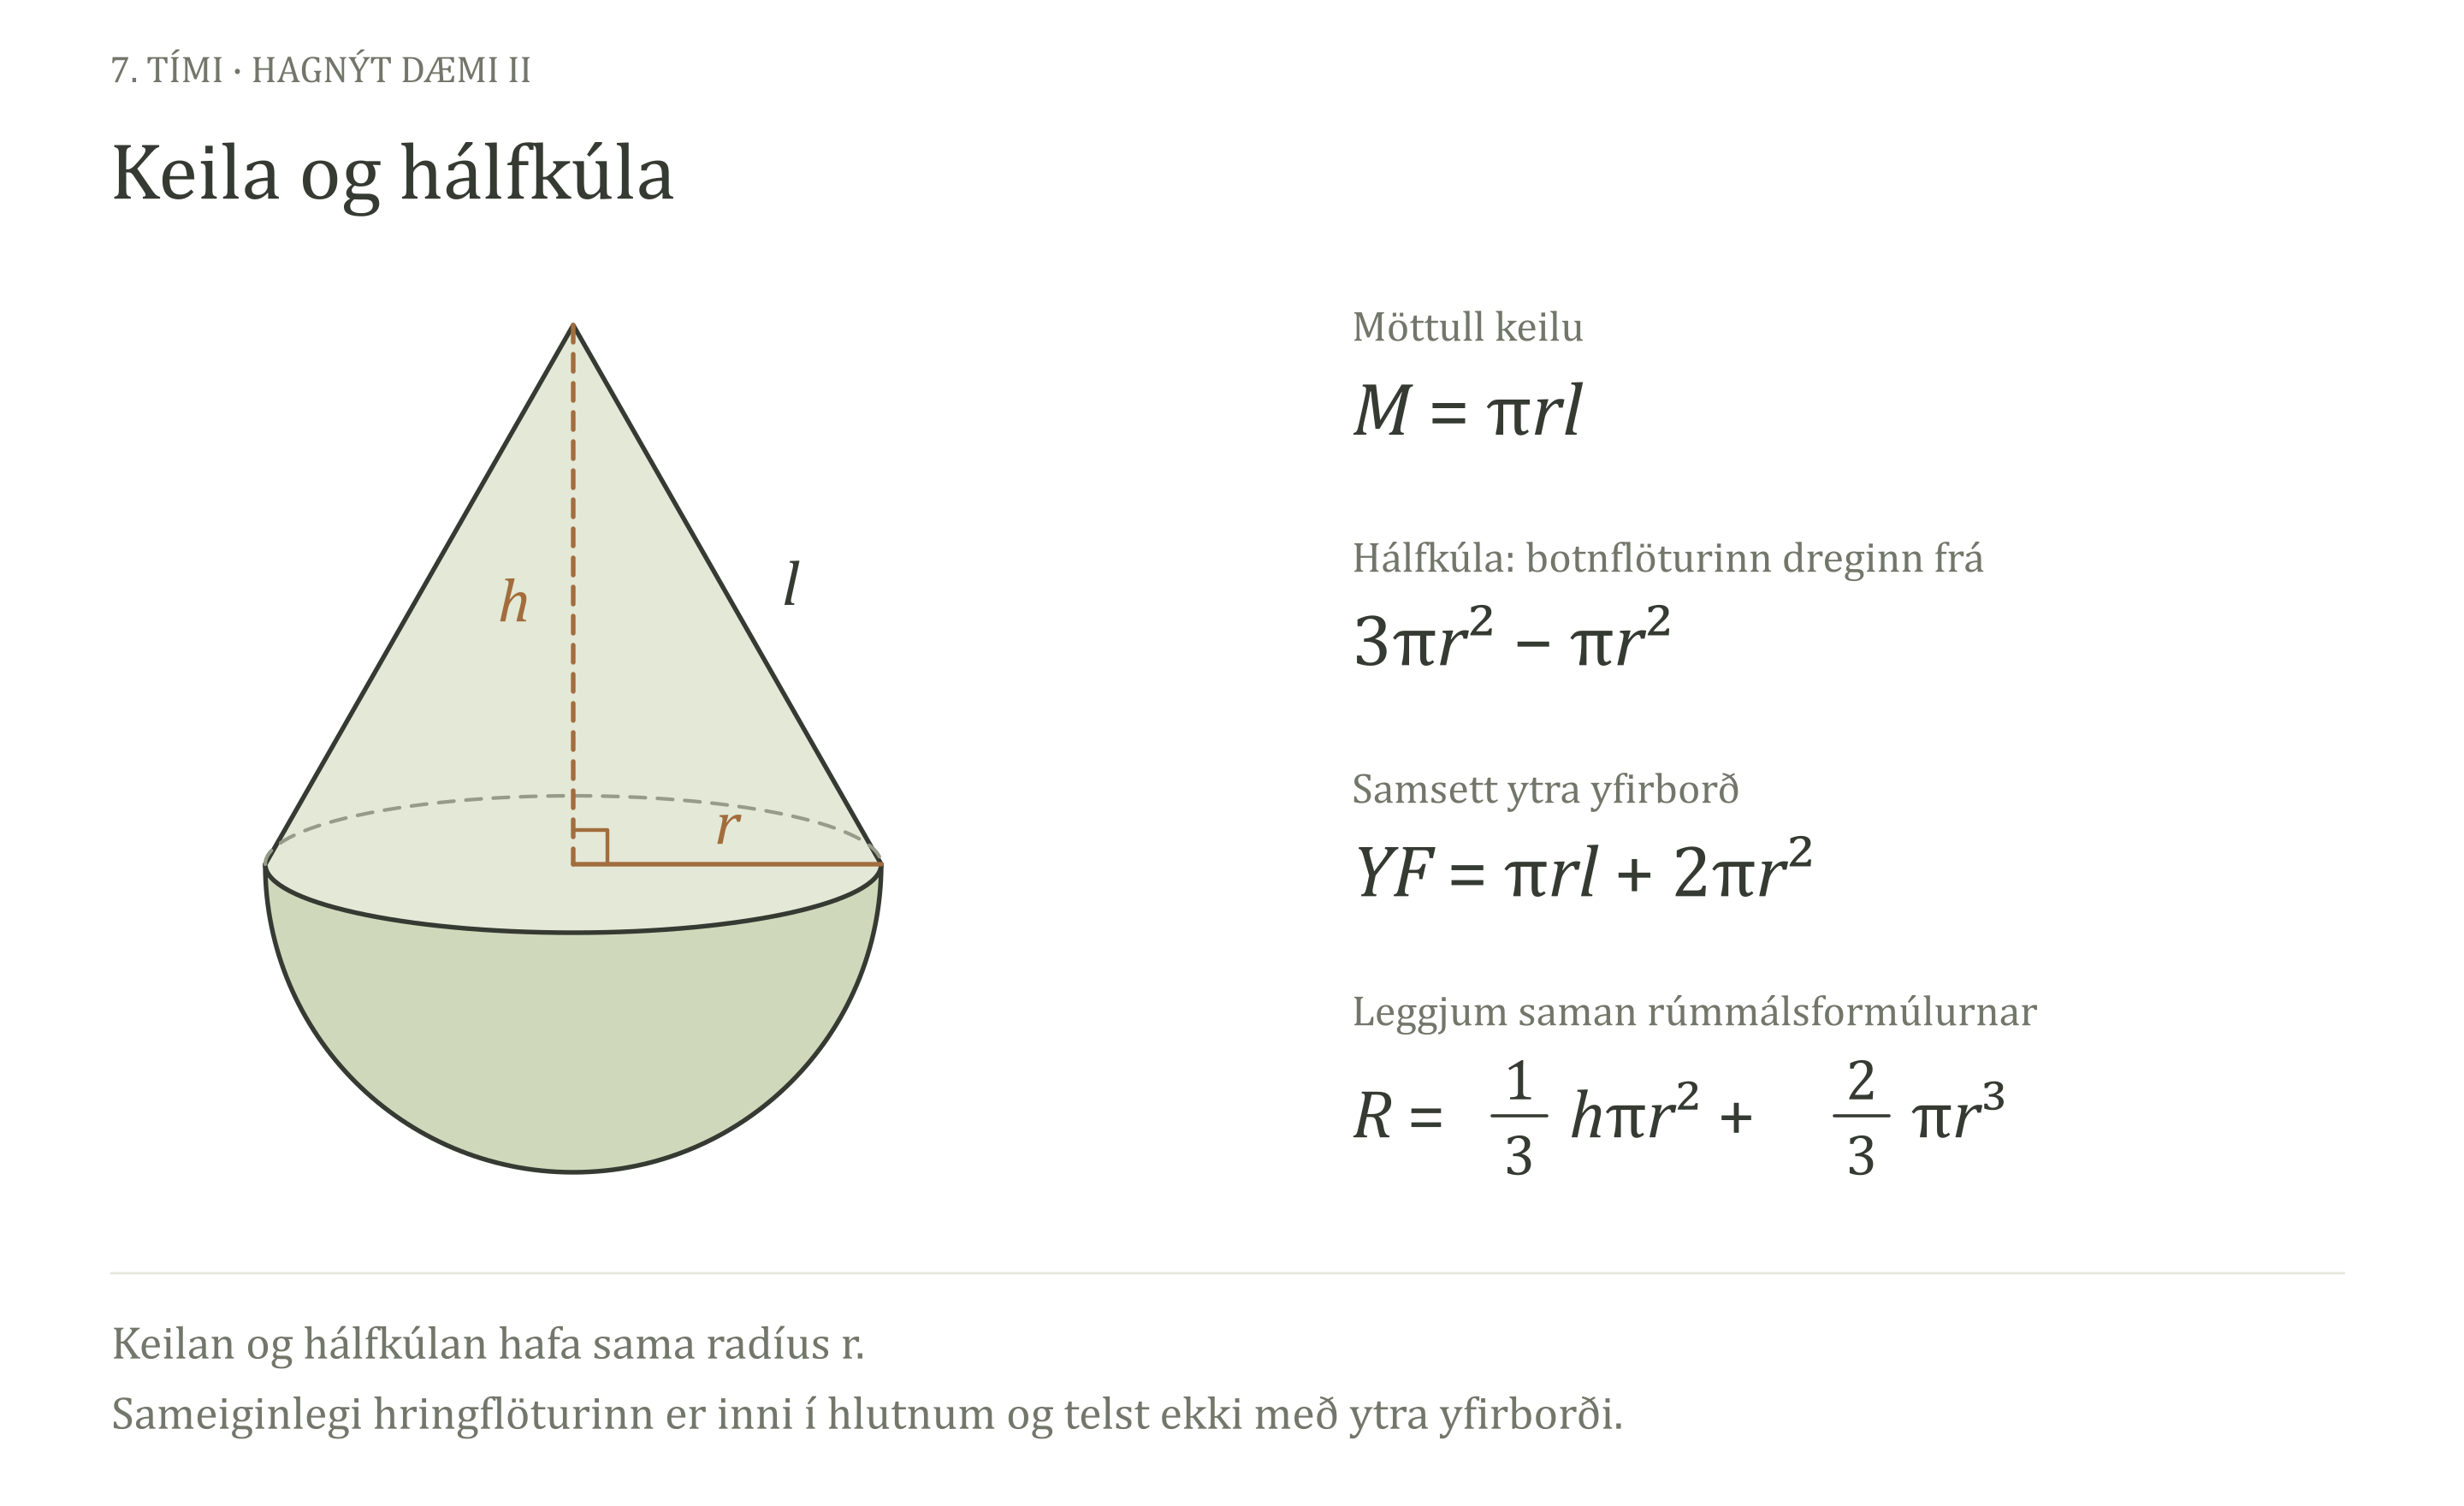 7. TÍMI · HAGNÝT DÆMI II
Keila og hálfkúla
h
l
r
Möttull keilu
M = πrl
Hálfkúla: botnflöturinn dreginn frá
3πr² − πr²
Samsett ytra yfirborð
YF = πrl + 2πr²
Leggjum saman rúmmálsformúlurnar
R = 1/3 hπr² + 2/3 πr³
Keilan og hálfkúlan hafa sama radíus r.
Sameiginlegi hringflöturinn er inni í hlutnum og telst ekki með ytra yfirborði.